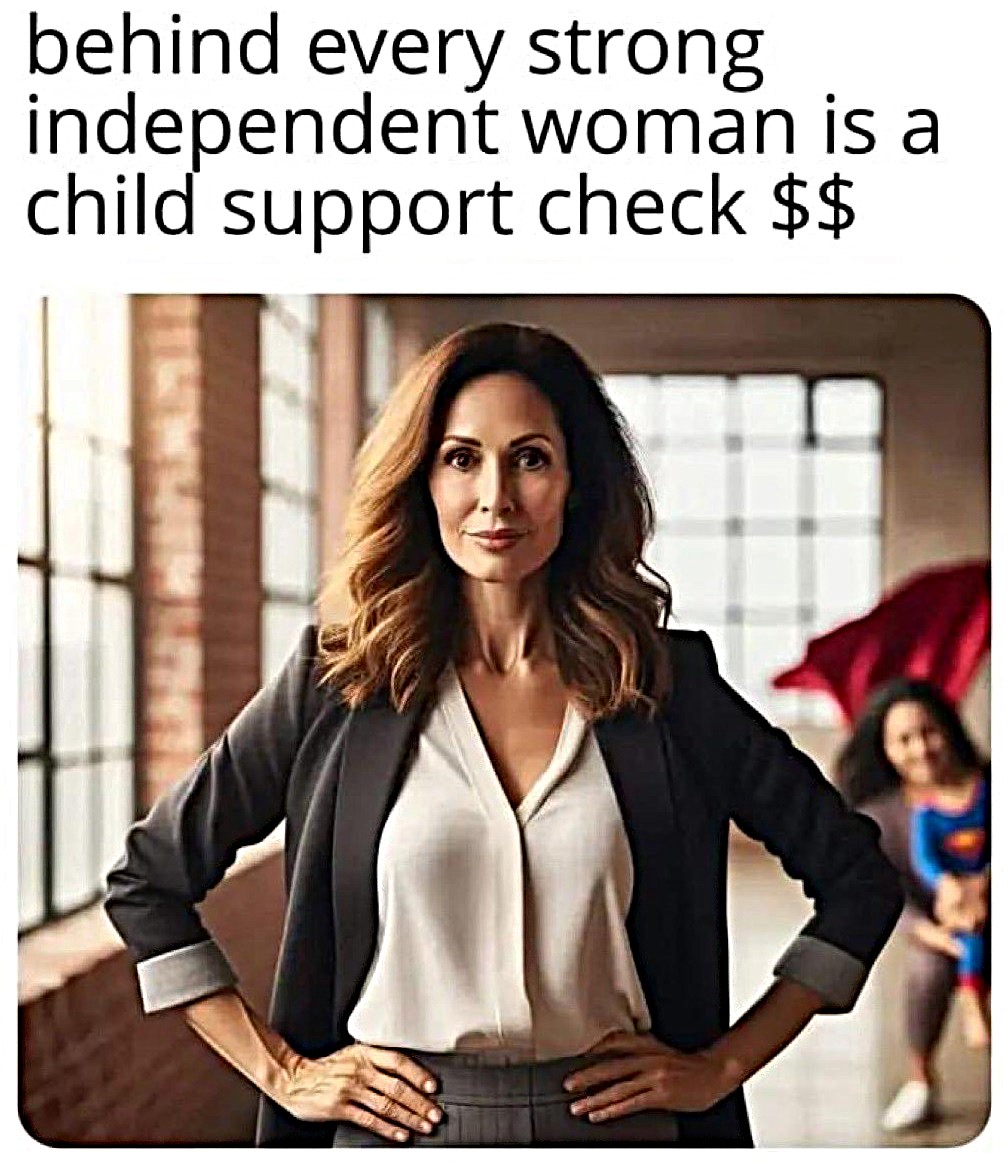 behind every strong
independent woman is a
child support check $$